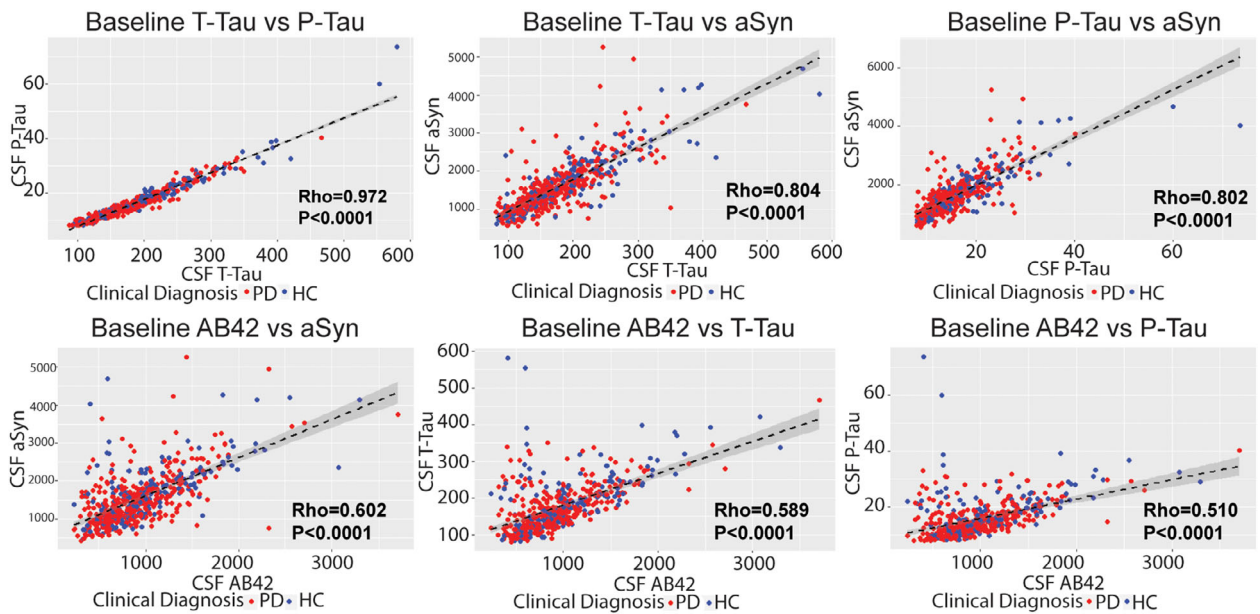 Baseline T-Tau vs P-Tau
CSF P-Tau
60
40
20
Rho=0.972
P<0.0001
100 200 300 400 500 600
CSF T-Tau
Clinical Diagnosis PD HC
Baseline T-Tau vs aSyn
CSF aSyn
5000
4000
3000
2000
1000
Rho=0.804
P<0.0001
100 200 300 400 500 600
CSF T-Tau
Clinical Diagnosis PD HC
Baseline P-Tau vs aSyn
CSF aSyn
6000
4000
2000
Rho=0.802
P<0.0001
20 40 60
CSF P-Tau
Clinical Diagnosis PD HC
Baseline AB42 vs aSyn
CSF aSyn
5000
4000
3000
2000
1000
Rho=0.602
P<0.0001
1000 2000 3000
CSF AB42
Clinical Diagnosis PD HC
Baseline AB42 vs T-Tau
CSF T-Tau
600
500
400
300
200
100
Rho=0.589
P<0.0001
1000 2000 3000
CSF AB42
Clinical Diagnosis PD HC
Baseline AB42 vs P-Tau
CSF P-Tau
60
40
20
Rho=0.510
P<0.0001
1000 2000 3000
CSF AB42
Clinical Diagnosis PD HC